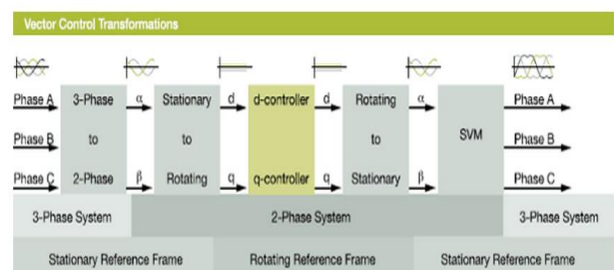 Vector Control Transformations
Phase A 3-Phase α Stationary d d-controller d Rotating α Phase A
Phase B to to to SVM Phase B
Phase C 2-Phase β Rotating q q-controller q Stationary β Phase C
3-Phase System 2-Phase System 3-Phase System
Stationary Reference Frame Rotating Reference Frame Stationary Reference Frame